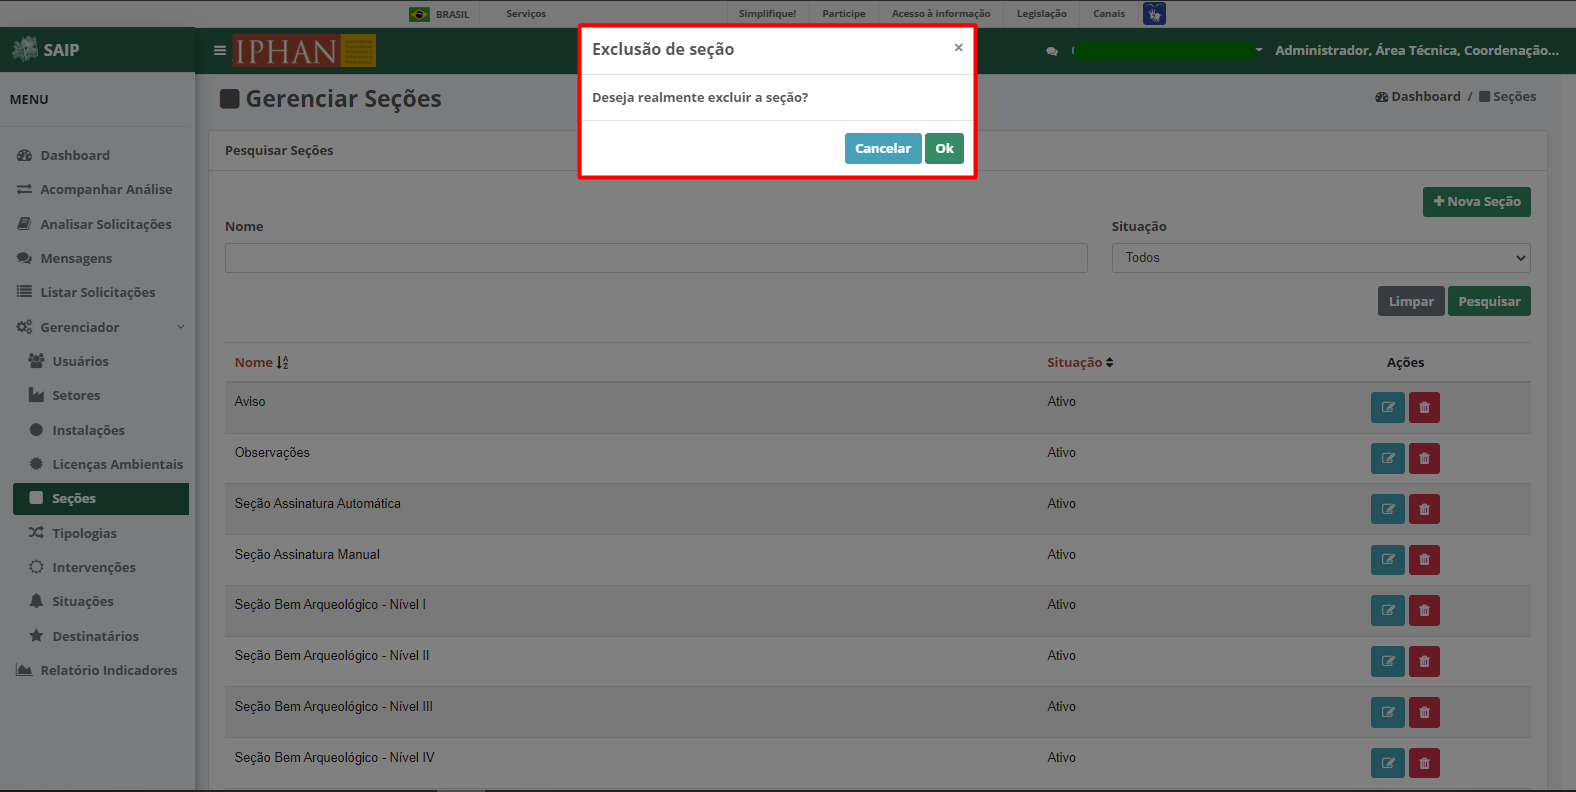 BRASIL
Serviços
Simplifique!
Participe
Acesso à informação
Legislação
Canais
SAIP
IPHAN
Administrador, Área Técnica, Coordenação...
Exclusão de seção
×
Deseja realmente excluir a seção?
Cancelar
Ok
MENU
Dashboard
Acompanhar Análise
Analisar Solicitações
Mensagens
Listar Solicitações
Gerenciador
Usuários
Setores
Instalações
Licenças Ambientais
Seções
Tipologias
Intervenções
Situações
Destinatários
Relatório Indicadores
Gerenciar Seções
Dashboard / Seções
Pesquisar Seções
Nova Seção
Nome
Situação
Todos
Limpar
Pesquisar
Nome Situação Ações
Aviso Ativo
Observações Ativo
Seção Assinatura Automática Ativo
Seção Assinatura Manual Ativo
Seção Bem Arqueológico - Nível I Ativo
Seção Bem Arqueológico - Nível II Ativo
Seção Bem Arqueológico - Nível III Ativo
Seção Bem Arqueológico - Nível IV Ativo